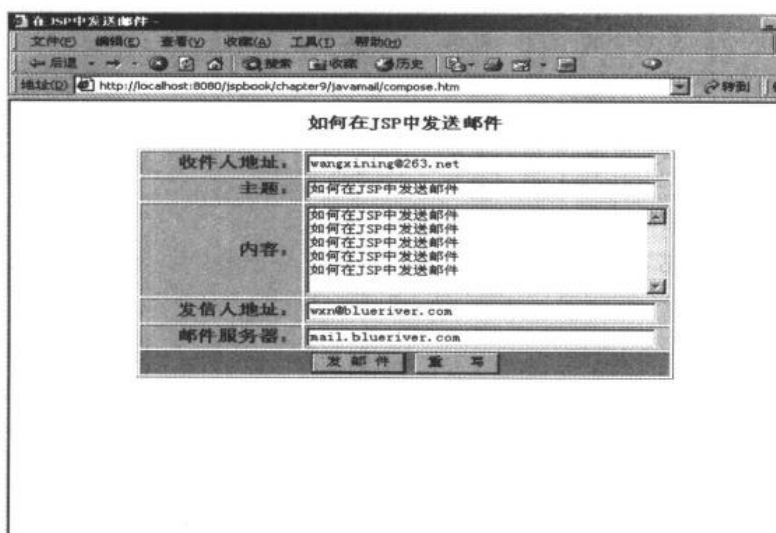 在JSP中发送邮件 -
文件(F) 编辑(E) 查看(V) 收藏(A) 工具(T) 帮助(H)
后退 搜索 收藏 历史
地址(D) http://localhost:8080/jspbook/chapter9/javamail/compose.htm 转到
如何在JSP中发送邮件
收件人地址: wangxining@263.net
主题: 如何在JSP中发送邮件
内容: 如何在JSP中发送邮件
如何在JSP中发送邮件
如何在JSP中发送邮件
如何在JSP中发送邮件
如何在JSP中发送邮件
发信人地址: wxn@blueriver.com
邮件服务器: mail.blueriver.com
发 邮 件 重 写